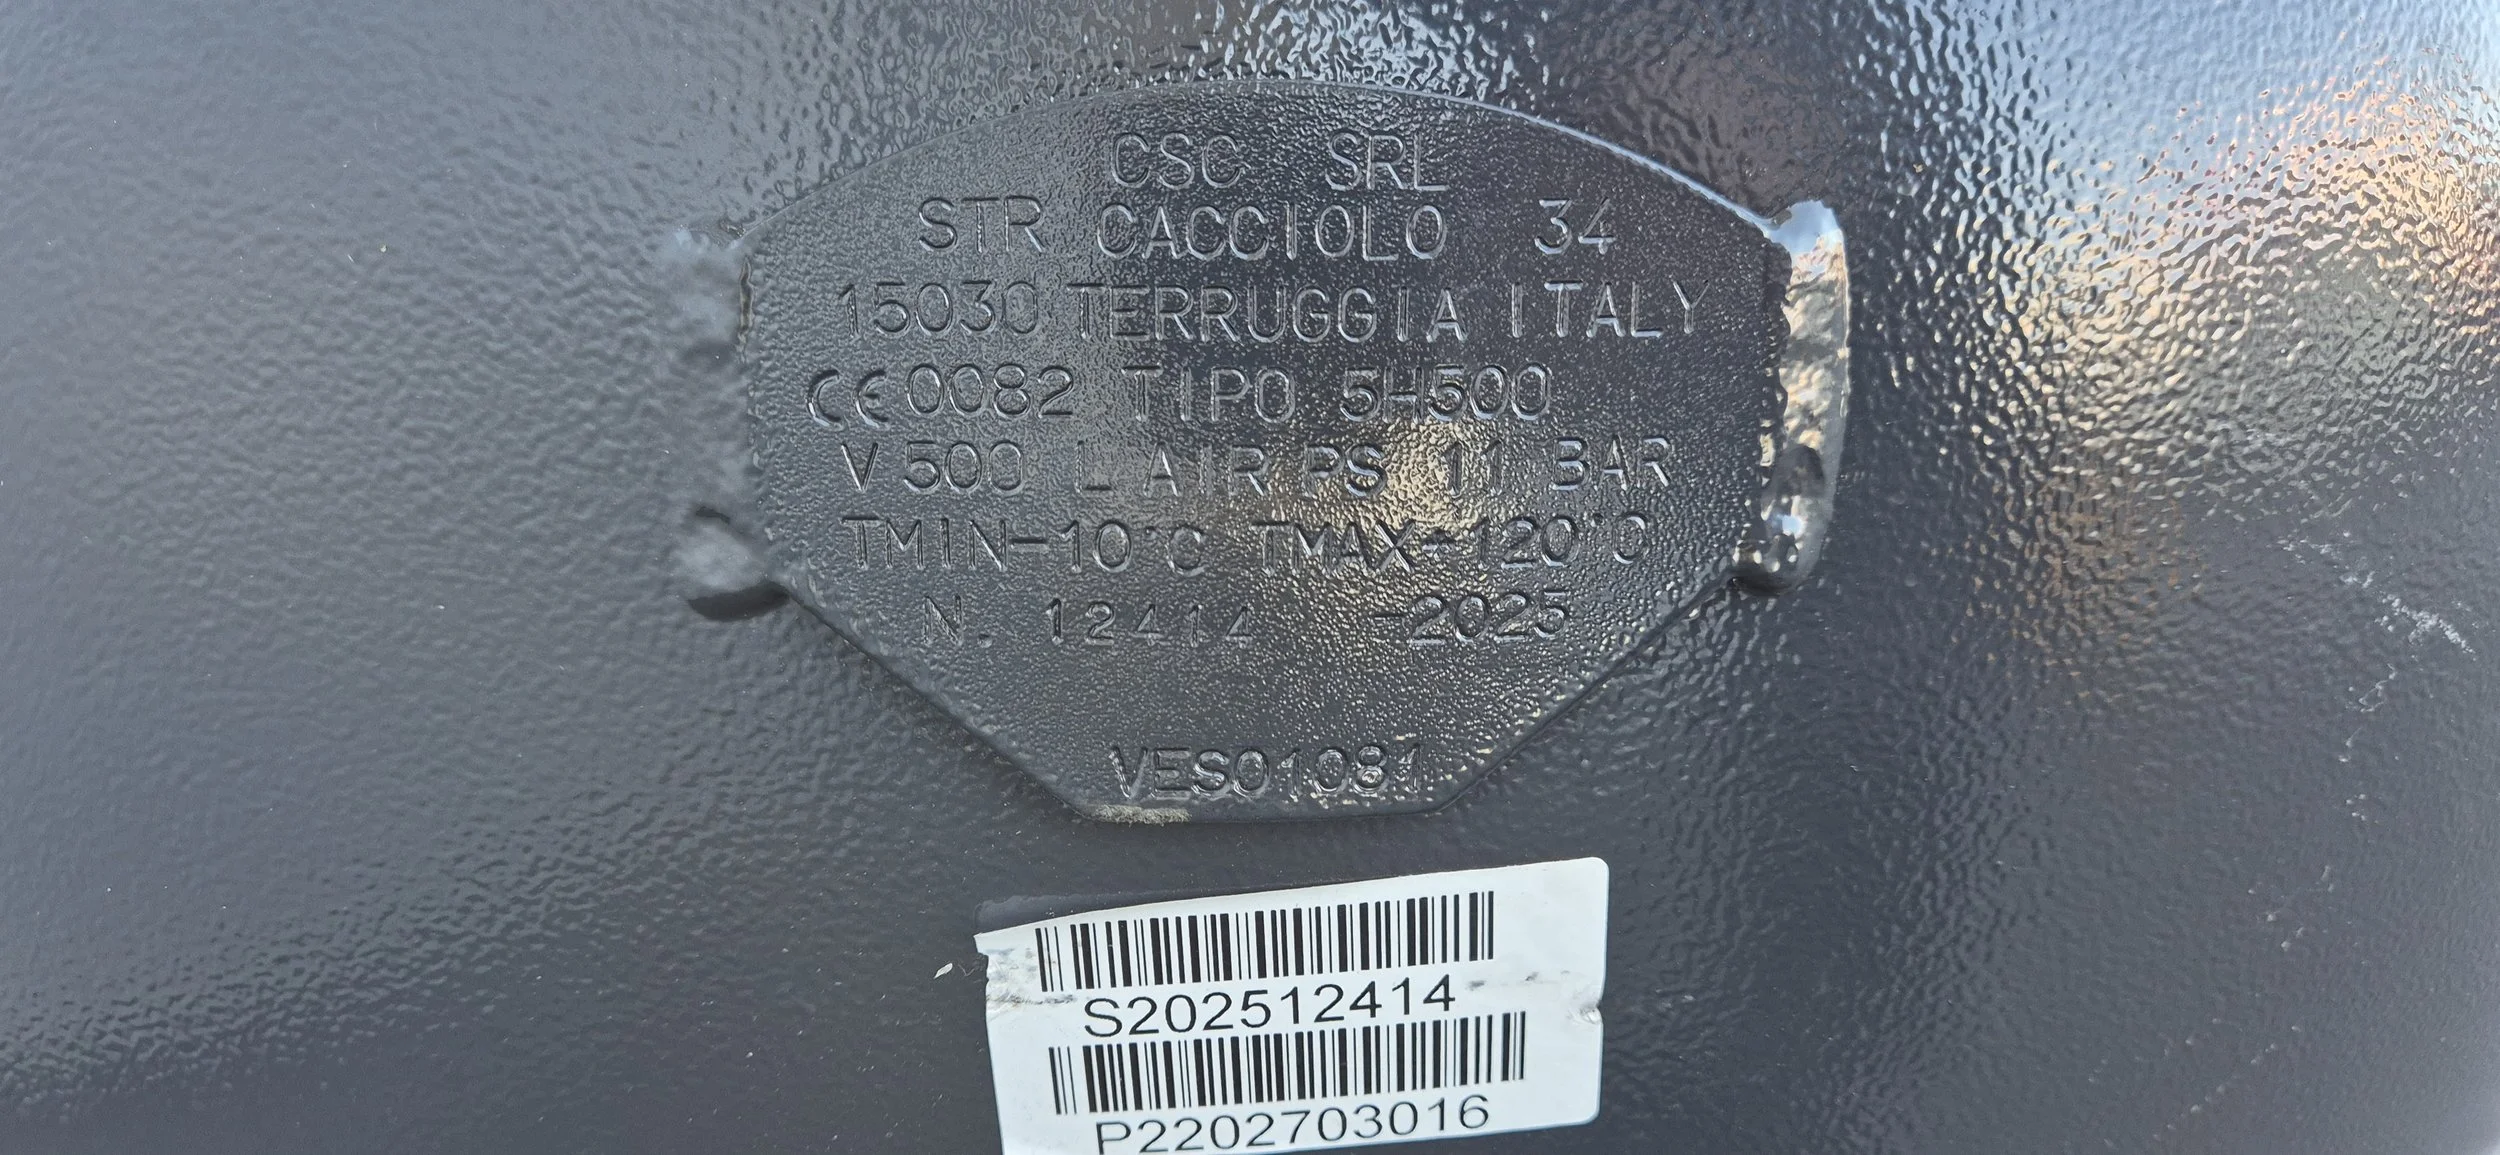 CSC SRL
STR CACCIOLO 34
15030 TERRUGGIA ITALY
CE 0082 TIPO 5H500
V 500 L AIR PS 11 BAR
TMIN-10°C TMAX+120°C
N. 12414 -2025
VES01081
S202512414
P2202703016